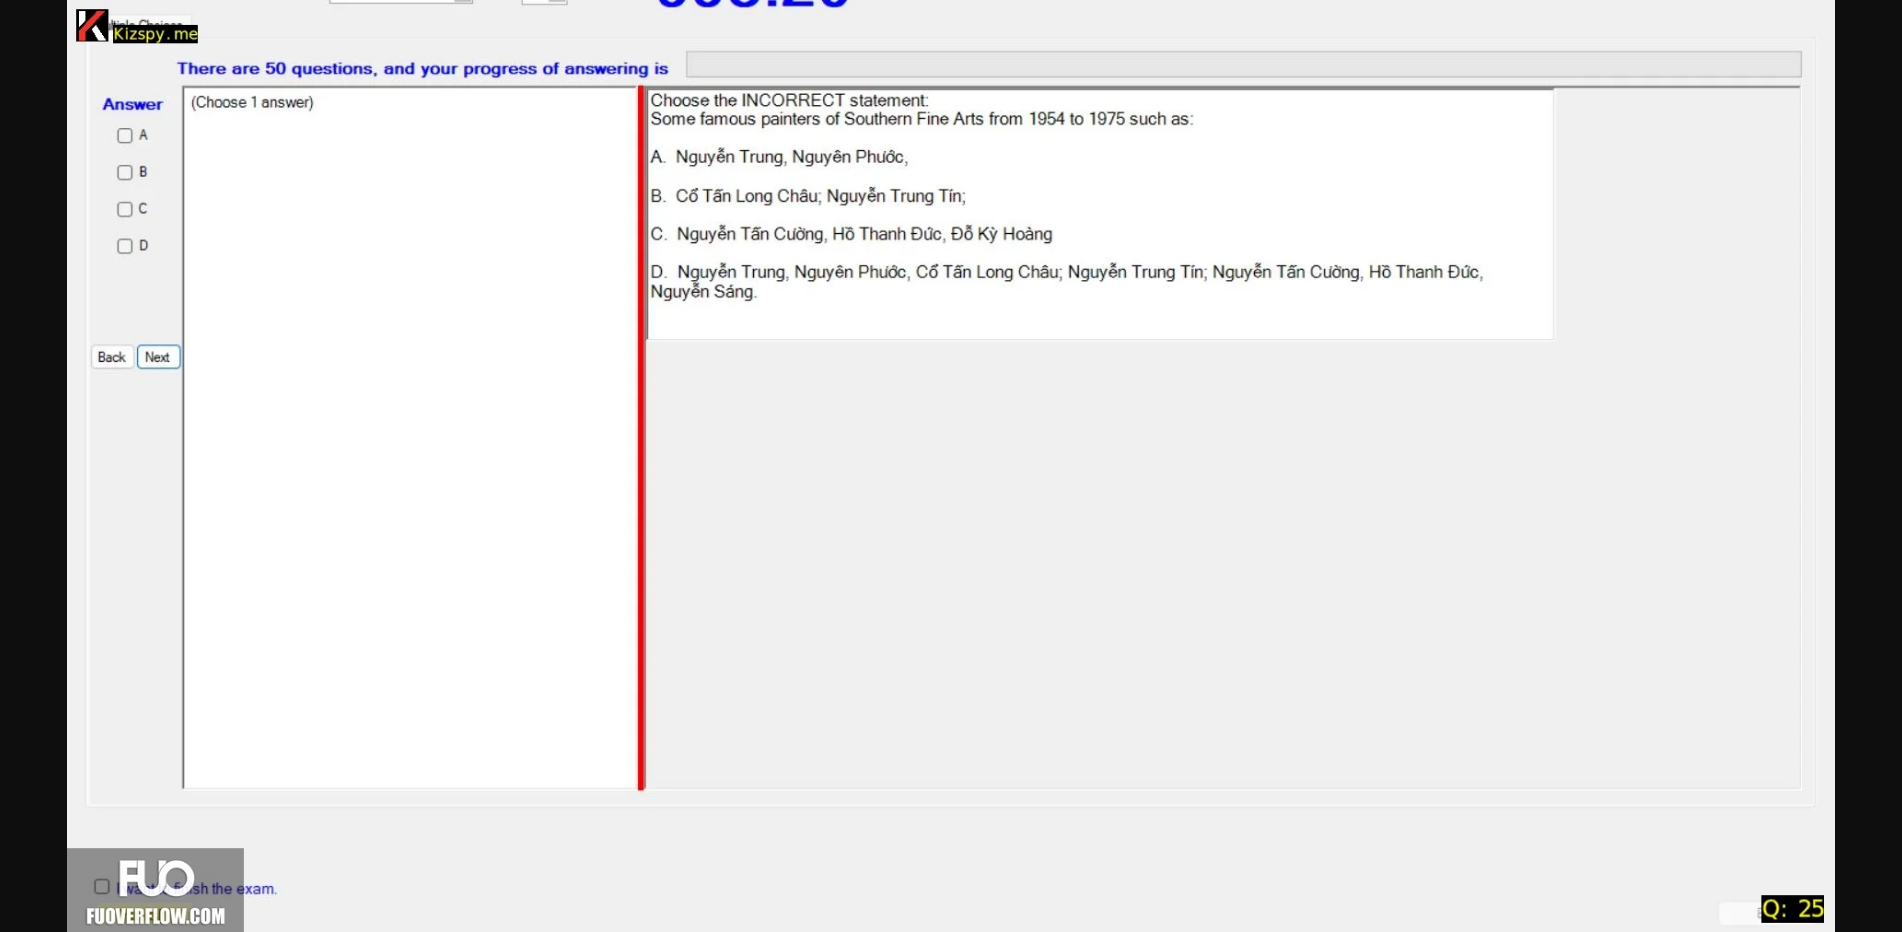 Kizspy.me
There are 50 questions, and your progress of answering is
Answer
(Choose 1 answer)
A
B
C
D
Back
Next
Choose the INCORRECT statement:
Some famous painters of Southern Fine Arts from 1954 to 1975 such as:
A. Nguyễn Trung, Nguyên Phước,
B. Cổ Tấn Long Châu; Nguyễn Trung Tín;
C. Nguyễn Tấn Cường, Hồ Thanh Đức, Đỗ Kỳ Hoàng
D. Nguyễn Trung, Nguyên Phước, Cổ Tấn Long Châu; Nguyễn Trung Tín; Nguyễn Tấn Cường, Hồ Thanh Đức,
Nguyễn Sáng.
FUO
the exam.
FUOVERFLOW.COM
Q: 25